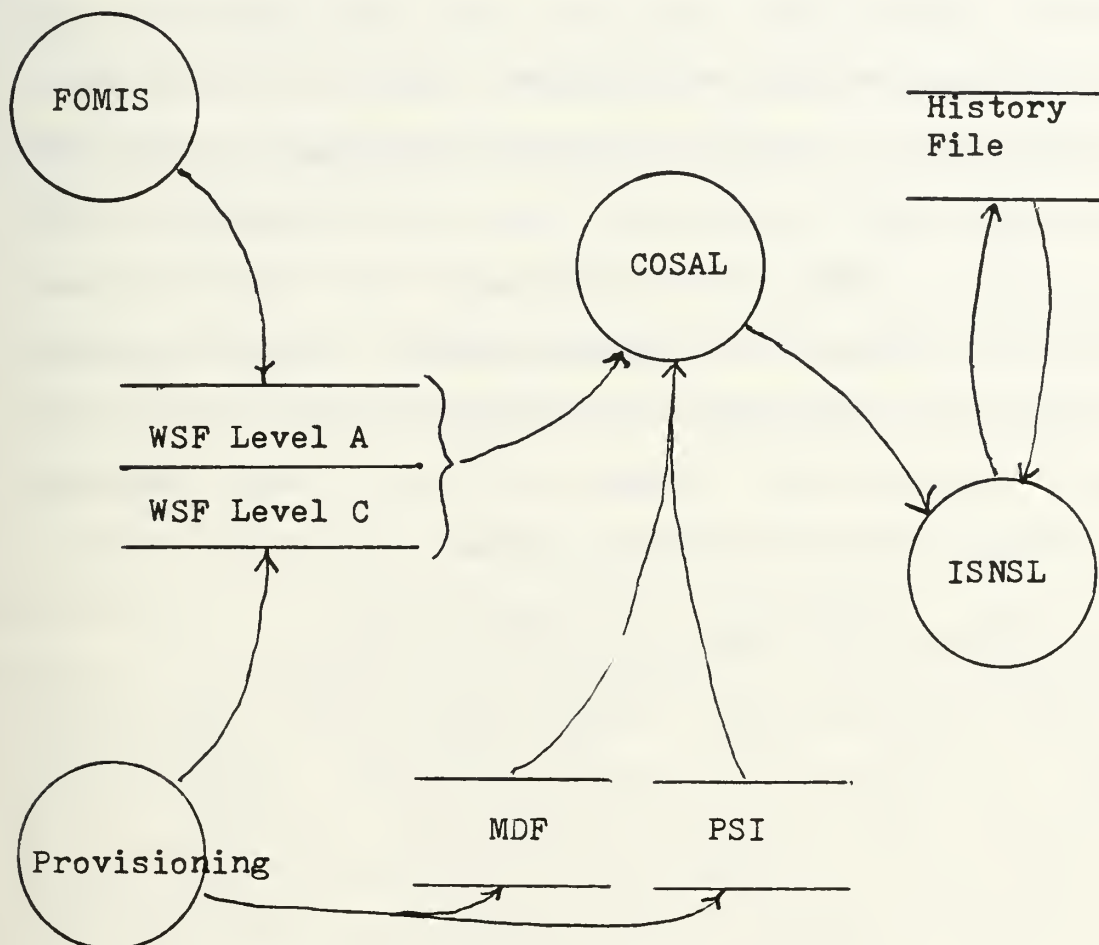 FOMIS
History
File
COSAL
WSF Level A
WSF Level C
ISNSL
MDF
PSI
Provisioning